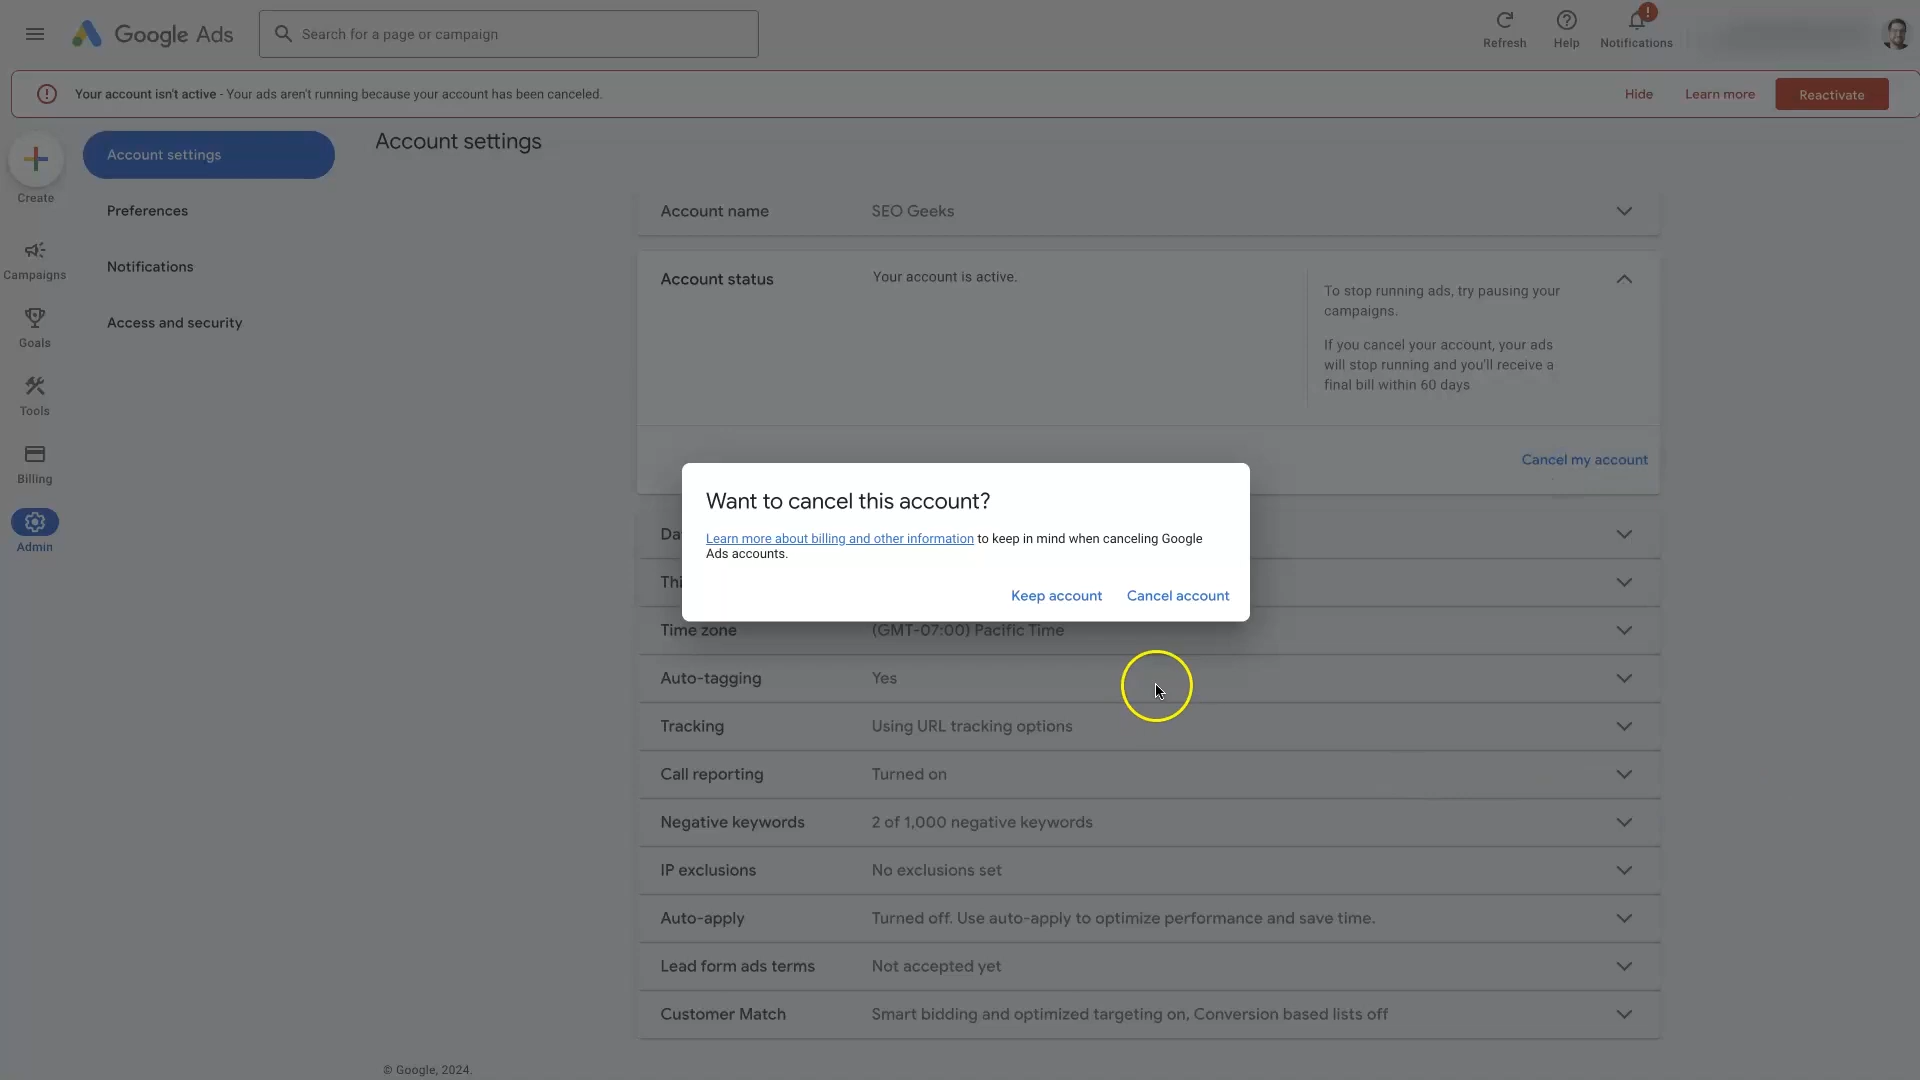 Google Ads
Search for a page or campaign
Refresh
Help
!
Notifications
Your account isn't active - Your ads aren't running because your account has been canceled.
Hide
Learn more
Reactivate
Create
Campaigns
Goals
Tools
Billing
Admin
Account settings
Preferences
Notifications
Access and security
Account settings
Account name SEO Geeks
Account status Your account is active.
To stop running ads, try pausing your
campaigns.
If you cancel your account, your ads
will stop running and you'll receive a
final bill within 60 days
Cancel my account
Want to cancel this account?
Learn more about billing and other information to keep in mind when canceling Google
Ads accounts.
Keep account Cancel account
Da
Thi
Time zone (GMT-07:00) Pacific Time
Auto-tagging Yes
Tracking Using URL tracking options
Call reporting Turned on
Negative keywords 2 of 1,000 negative keywords
IP exclusions No exclusions set
Auto-apply Turned off. Use auto-apply to optimize performance and save time.
Lead form ads terms Not accepted yet
Customer Match Smart bidding and optimized targeting on, Conversion based lists off
© Google, 2024.